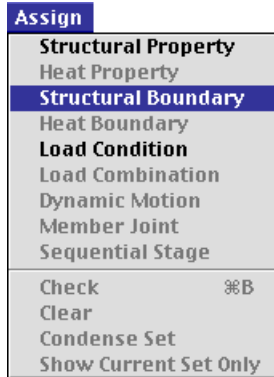 Assign
Structural Property
Heat Property
Structural Boundary
Heat Boundary
Load Condition
Load Combination
Dynamic Motion
Member Joint
Sequential Stage
Check ⌘B
Clear
Condense Set
Show Current Set Only